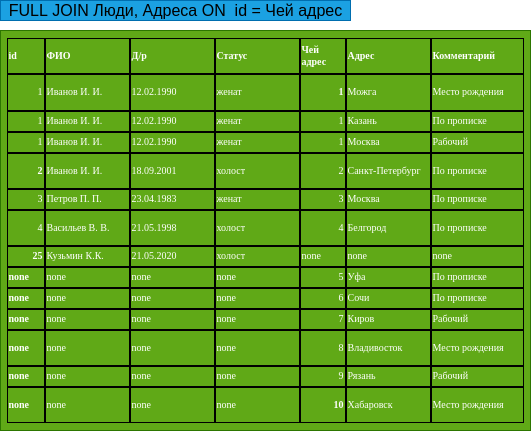 FULL JOIN Люди, Адреса ON id = Чей адрес
id ФИО Д/р Статус Чей адрес Адрес Комментарий
1 Иванов И. И. 12.02.1990 женат 1 Можга Место рождения
1 Иванов И. И. 12.02.1990 женат 1 Казань По прописке
1 Иванов И. И. 12.02.1990 женат 1 Москва Рабочий
2 Иванов И. И. 18.09.2001 холост 2 Санкт-Петербург По прописке
3 Петров П. П. 23.04.1983 женат 3 Москва По прописке
4 Васильев В. В. 21.05.1998 холост 4 Белгород По прописке
25 Кузьмин К.К. 21.05.2020 холост none none none
none none none none 5 Уфа По прописке
none none none none 6 Сочи По прописке
none none none none 7 Киров Рабочий
none none none none 8 Владивосток Место рождения
none none none none 9 Рязань Рабочий
none none none none 10 Хабаровск Место рождения